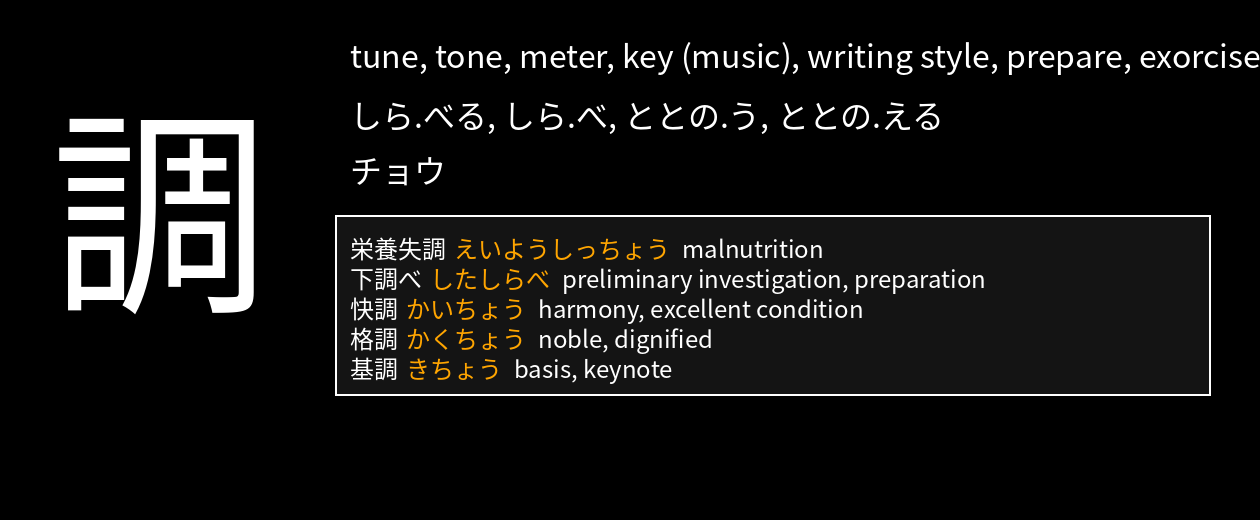 調
tune, tone, meter, key (music), writing style, prepare, exorcise
しら.べる, しら.べ, ととの.う, ととの.える
チョウ
栄養失調 えいようしっちょう malnutrition
下調べ したしらべ preliminary investigation, preparation
快調 かいちょう harmony, excellent condition
格調 かくちょう noble, dignified
基調 きちょう basis, keynote